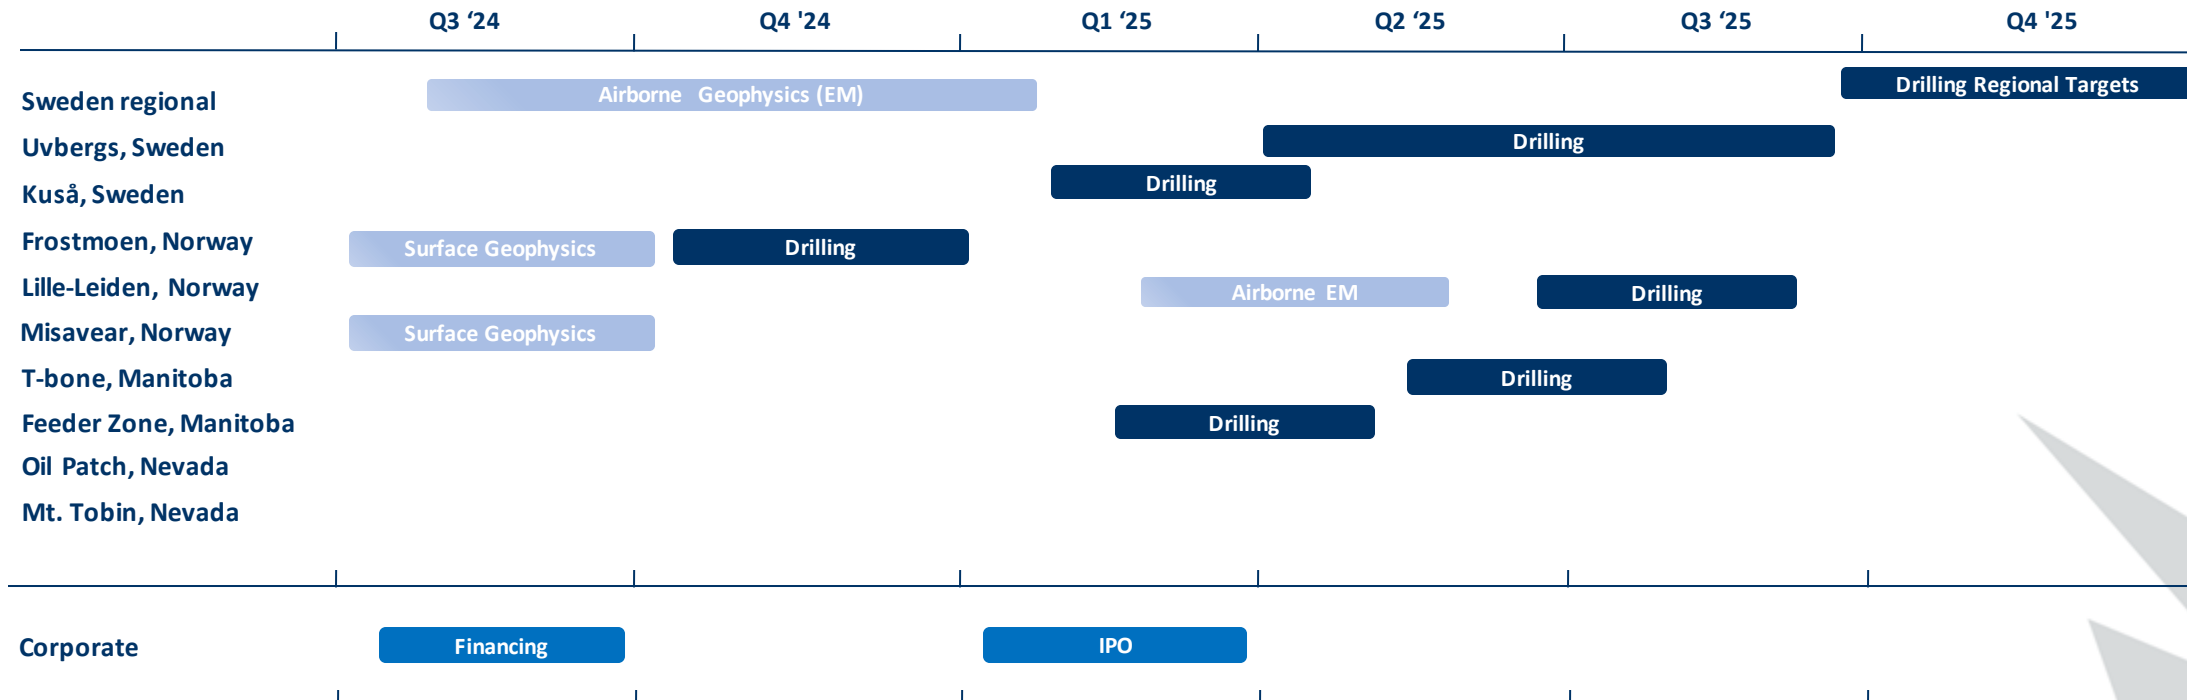 Q3 ‘24 Q4 '24 Q1 ‘25 Q2 ‘25 Q3 ‘25 Q4 '25
Sweden regional Airborne Geophysics (EM) Drilling Regional Targets
Uvbergs, Sweden Drilling
Kuså, Sweden Drilling
Frostmoen, Norway Surface Geophysics Drilling
Lille-Leiden, Norway Airborne EM Drilling
Misavear, Norway Surface Geophysics
T-bone, Manitoba Drilling
Feeder Zone, Manitoba Drilling
Oil Patch, Nevada
Mt. Tobin, Nevada
Corporate Financing IPO